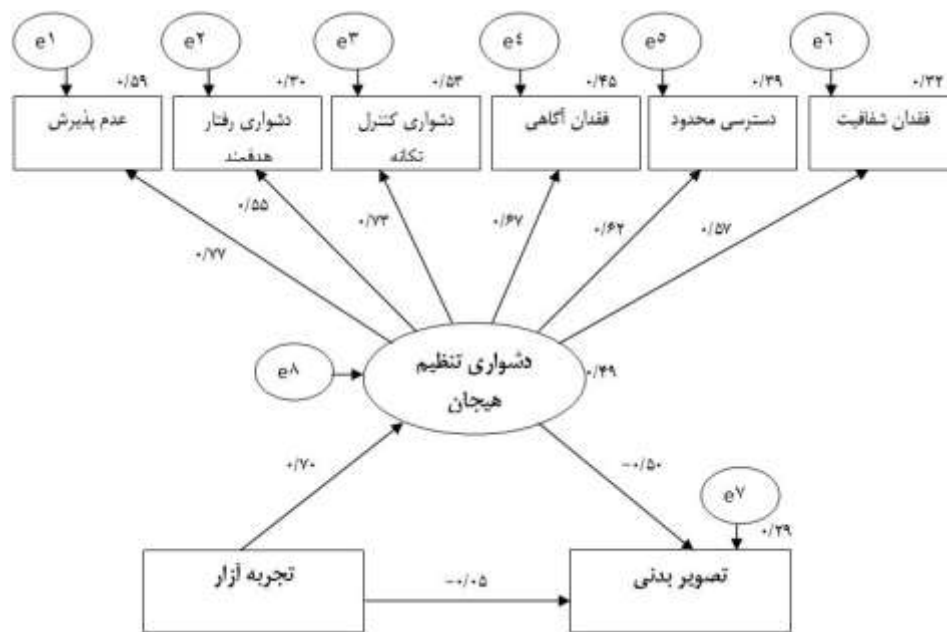 e۱
e۲
e۳
e۴
e۵
e۶
۰/۵۹
۰/۳۰
۰/۵۳
۰/۴۵
۰/۳۹
۰/۳۲
عدم پذیرش
دشواری رفتار
هدفمند
دشواری کنترل
تکانه
فقدان آگاهی
دسترسی محدود
فقدان شفافیت
۰/۷۷
۰/۵۵
۰/۷۳
۰/۶۷
۰/۶۲
۰/۵۷
e۸
دشواری تنظیم
هیجان
۰/۴۹
۰/۷۰
-۰/۵۰
e۷
۰/۲۹
تجربه آزار
-۰/۰۵
تصویر بدنی